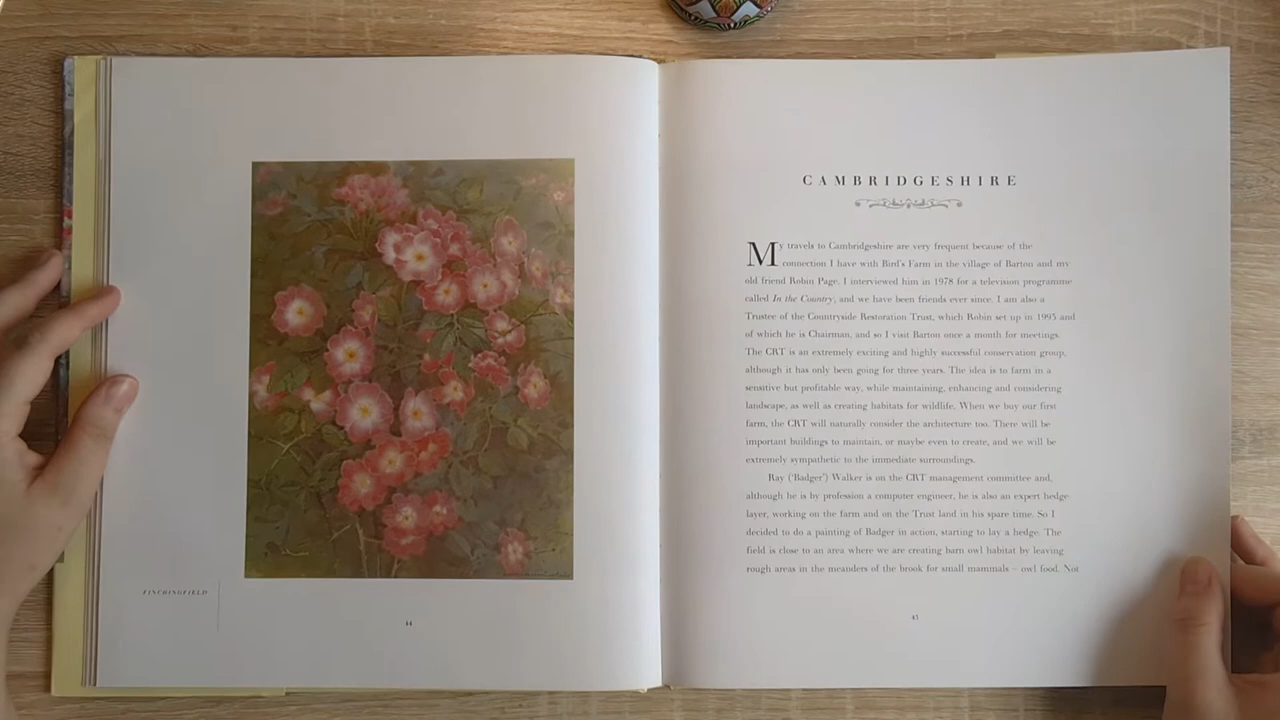 FINCHINGFIELD
44
CAMBRIDGESHIRE
My travels to Cambridgeshire are very frequent because of the
connection I have with Bird's Farm in the village of Barton and my
old friend Robin Page. I interviewed him in 1978 for a television programme
called In the Country, and we have been friends ever since. I am also a
Trustee of the Countryside Restoration Trust, which Robin set up in 1993 and
of which he is Chairman, and so I visit Barton once a month for meetings.
The CRT is an extremely exciting and highly successful conservation group,
although it has only been going for three years. The idea is to farm in a
sensitive but profitable way, while maintaining, enhancing and considering
landscape, as well as creating habitats for wildlife. When we buy our first
farm, the CRT will naturally consider the architecture too. There will be
important buildings to maintain, or maybe even to create, and we will be
extremely sympathetic to the immediate surroundings.
Ray ('Badger') Walker is on the CRT management committee and,
although he is by profession a computer engineer, he is also an expert hedge
layer, working on the farm and on the Trust land in his spare time. So I
decided to do a painting of Badger in action, starting to lay a hedge. The
field is close to an area where we are creating barn owl habitat by leaving
rough areas in the meanders of the brook for small mammals – owl food. Not
45